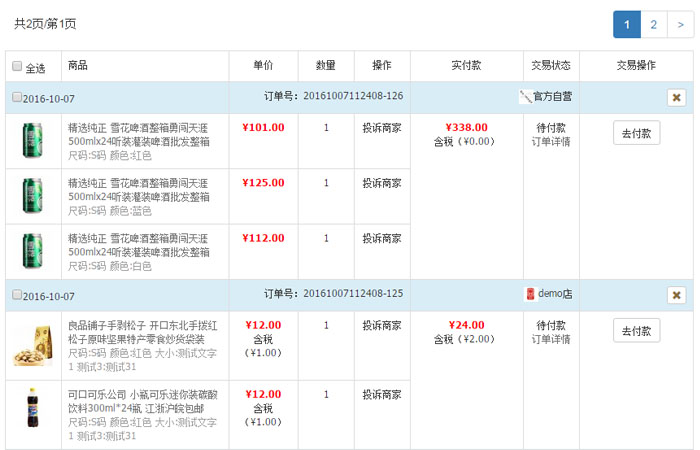 共2页/第1页
1 2 >
全选 商品 单价 数量 操作 实付款 交易状态 交易操作
2016-10-07 订单号：20161007112408-126 官方自营
精选纯正 雪花啤酒整箱勇闯天涯 ¥101.00 1 投诉商家 ¥338.00 待付款 去付款
500mlx24听装灌装啤酒批发整箱 含税（¥0.00） 订单详情
尺码:S码 颜色:红色
精选纯正 雪花啤酒整箱勇闯天涯 ¥125.00 1 投诉商家
500mlx24听装灌装啤酒批发整箱
尺码:S码 颜色:蓝色
精选纯正 雪花啤酒整箱勇闯天涯 ¥112.00 1 投诉商家
500mlx24听装灌装啤酒批发整箱
尺码:S码 颜色:白色
2016-10-07 订单号：20161007112408-125 demo店
良品铺子手剥松子 开口东北手拨红 ¥12.00 1 投诉商家 ¥24.00 待付款 去付款
松子原味坚果特产零食炒货袋装 含税 含税（¥2.00） 订单详情
尺码:S码 颜色:红色 大小:测试文字 （¥1.00）
1 测试3:测试31
可口可乐公司 小瓶可乐迷你装碳酸 ¥12.00 1 投诉商家
饮料300ml*24瓶 江浙沪皖包邮 含税
尺码:S码 颜色:红色 大小:测试文字 （¥1.00）
1 测试3:测试31